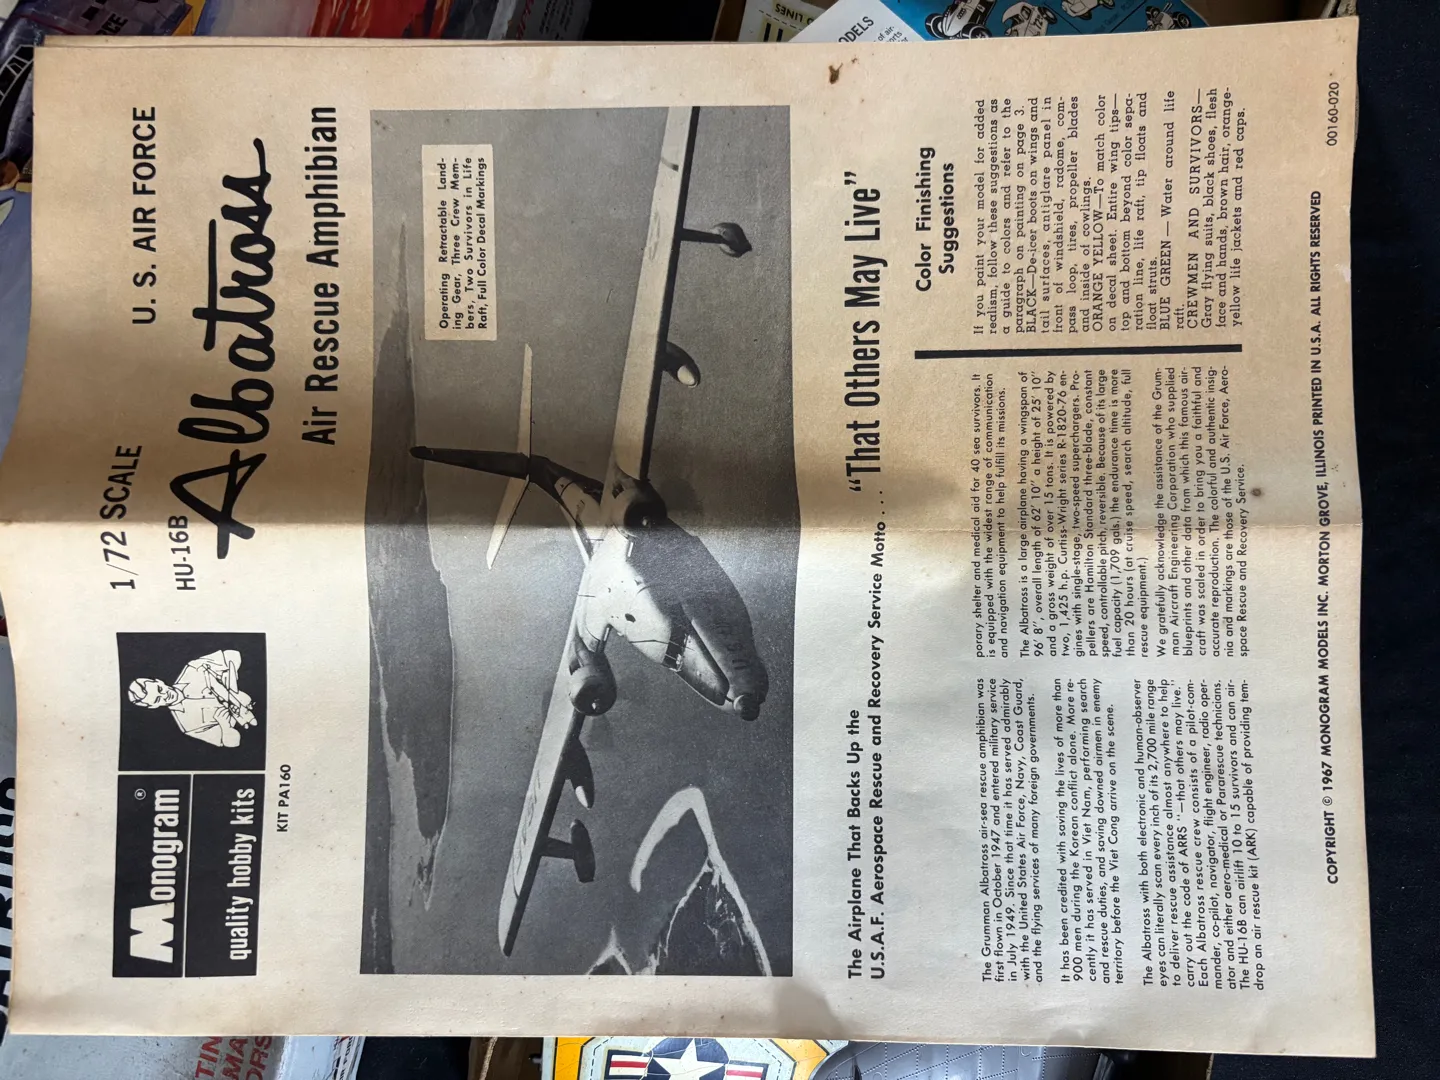 Monogram ®
quality hobby kits
KIT PA160
1/72 SCALE
U. S. AIR FORCE
HU-16B
Albatross
Air Rescue Amphibian
Operating Retractable Land-
ing Gear, Three Crew Mem-
bers, Two Survivors in Life
Raft, Full Color Decal Markings
The Airplane That Backs Up the
U.S.A.F. Aerospace Rescue and Recovery Service Motto . . . "That Others May Live"
The Grumman Albatross air-sea rescue amphibian was
first flown in October 1947 and entered military service
in July 1949. Since that time it has served admirably
with the United States Air Force, Navy, Coast Guard,
and the flying services of many foreign governments.
It has been credited with saving the lives of more than
900 men during the Korean conflict alone. More re-
cently it has served in Viet Nam, performing search
and rescue duties, and saving downed airmen in enemy
territory before the Viet Cong arrive on the scene.
The Albatross with both electronic and human-observer
eyes can literally scan every inch of its 2,700 mile range
to deliver rescue assistance almost anywhere to help
carry out the code of ARRS "—that others may live."
Each Albatross rescue crew consists of a pilot-com-
mander, co-pilot, navigator, flight engineer, radio oper-
ator and either aero-medical or Pararescue technicians.
The HU-16B can airlift 10 to 15 survivors and can air-
drop an air rescue kit (ARK) capable of providing tem-
porary shelter and medical aid for 40 sea survivors. It
is equipped with the widest range of communication
and navigation equipment to help fulfill its missions.
The Albatross is a large airplane having a wingspan of
96' 8", overall length of 62' 10" a height of 25' 10"
and a gross weight of over 15 tons. It is powered by
two, 1,425 h.p. Curtiss-Wright series R-1820-76 en-
gines with single-stage, two-speed superchargers. Pro-
pellers are Hamilton Standard three-blade, constant
speed, controllable pitch, reversible. Because of its large
fuel capacity (1,709 gals.) the endurance time is more
than 20 hours (at cruise speed, search altitude, full
rescue equipment.)
We gratefully acknowledge the assistance of the Grum-
man Aircraft Engineering Corporation who supplied
blueprints and other data from which this famous air-
craft was scaled in order to bring you a faithful and
accurate reproduction. The colorful and authentic insig-
nia and markings are those of the U.S. Air Force, Aero-
space Rescue and Recovery Service.
Color Finishing
Suggestions
If you paint your model for added
realism, follow these suggestions as
a guide to colors and refer to the
paragraph on painting on page 3.
BLACK—De-icer boots on wings and
tail surfaces, antiglare panel in
front of windshield, radome, com-
pass loop, tires, propeller blades
and inside of cowlings.
ORANGE YELLOW—To match color
on decal sheet. Entire wing tips—
top and bottom beyond color sepa-
ration line, life raft, tip floats and
float struts.
BLUE GREEN — Water around life
raft.
CREWMEN AND SURVIVORS—
Gray flying suits, black shoes, flesh
face and hands, brown hair, orange-
yellow life jackets and red caps.
COPYRIGHT © 1967 MONOGRAM MODELS INC. MORTON GROVE, ILLINOIS PRINTED IN U.S.A. ALL RIGHTS RESERVED
00160-020